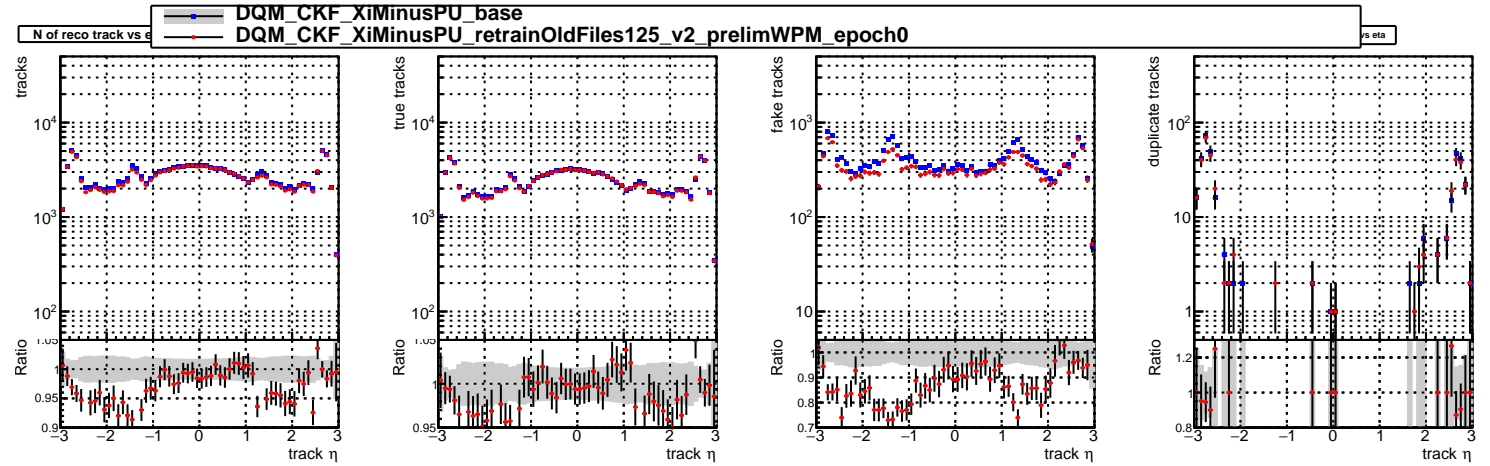 DQM_CKF_XiMinusPU_base
DQM_CKF_XiMinusPU_retrainOldFiles125_v2_prelimWPM_epoch0
N of reco track vs e
vs eta
tracks
10⁴
10³
10²
Ratio
1
0.95
0.9
−3 −2 −1 0 1 2 3
track η
true tracks
10⁴
10³
10²
Ratio
1
0.95
−3 −2 −1 0 1 2 3
track η
fake tracks
10³
10²
10
Ratio
1
0.9
0.8
0.7
−3 −2 −1 0 1 2 3
track η
duplicate tracks
10²
10
1
Ratio
1.2
1
0.8
−3 −2 −1 0 1 2 3
track η